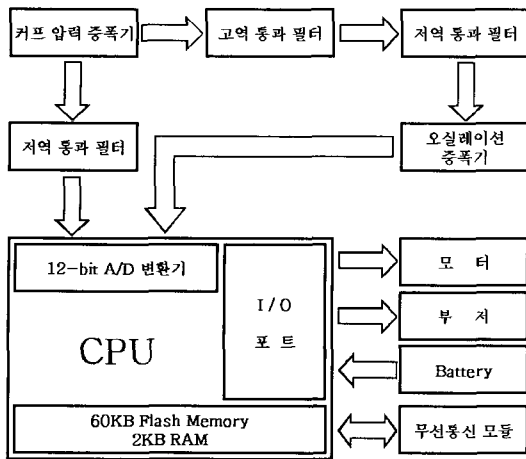 커프 압력 증폭기
고역 통과 필터
저역 통과 필터
저역 통과 필터
오실레이션
증폭기
12-bit A/D 변환기
I/O
포트
CPU
60KB Flash Memory
2KB RAM
모터
부저
Battery
무선통신 모듈